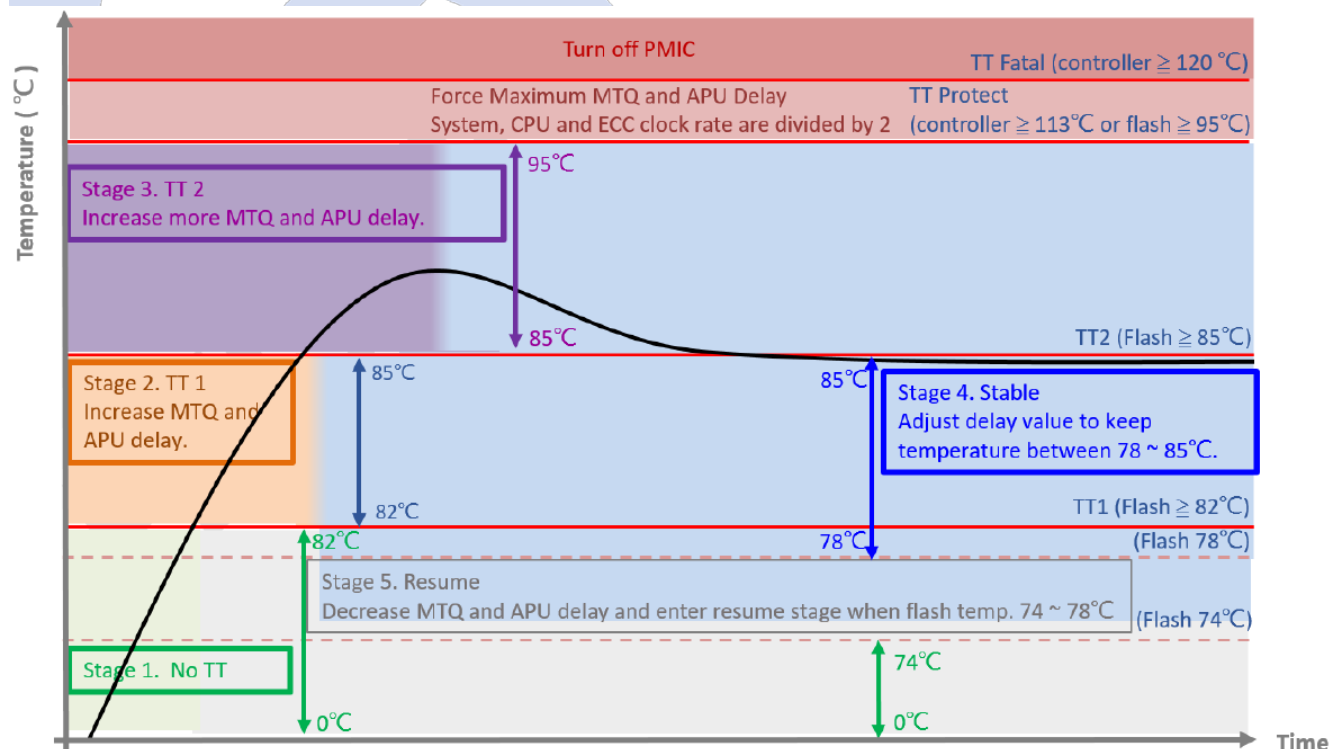 Temperature (℃)
Turn off PMIC
TT Fatal (controller ≧ 120 ℃)
Force Maximum MTQ and APU Delay
System, CPU and ECC clock rate are divided by 2
TT Protect
(controller ≧ 113℃ or flash ≧ 95℃)
95℃
Stage 3. TT 2
Increase more MTQ and APU delay.
85℃
TT2 (Flash ≧ 85℃)
Stage 2. TT 1
Increase MTQ and
APU delay.
85℃
82℃
85℃
Stage 4. Stable
Adjust delay value to keep
temperature between 78 ~ 85℃.
TT1 (Flash ≧ 82℃)
82℃
78℃
(Flash 78℃)
Stage 5. Resume
Decrease MTQ and APU delay and enter resume stage when flash temp. 74 ~ 78℃
(Flash 74℃)
Stage 1. No TT
74℃
0℃
0℃
Time